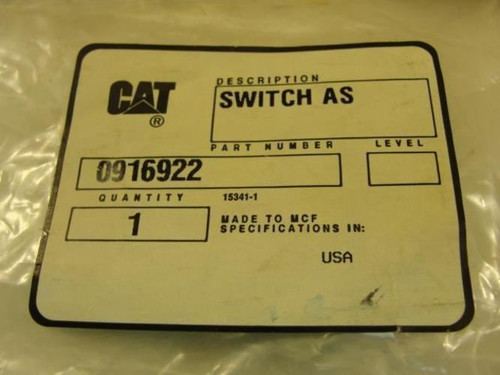 CAT®
DESCRIPTION
SWITCH AS
PART NUMBER
LEVEL
0916922
QUANTITY
15341-1
1
MADE TO MCF
SPECIFICATIONS IN:
USA